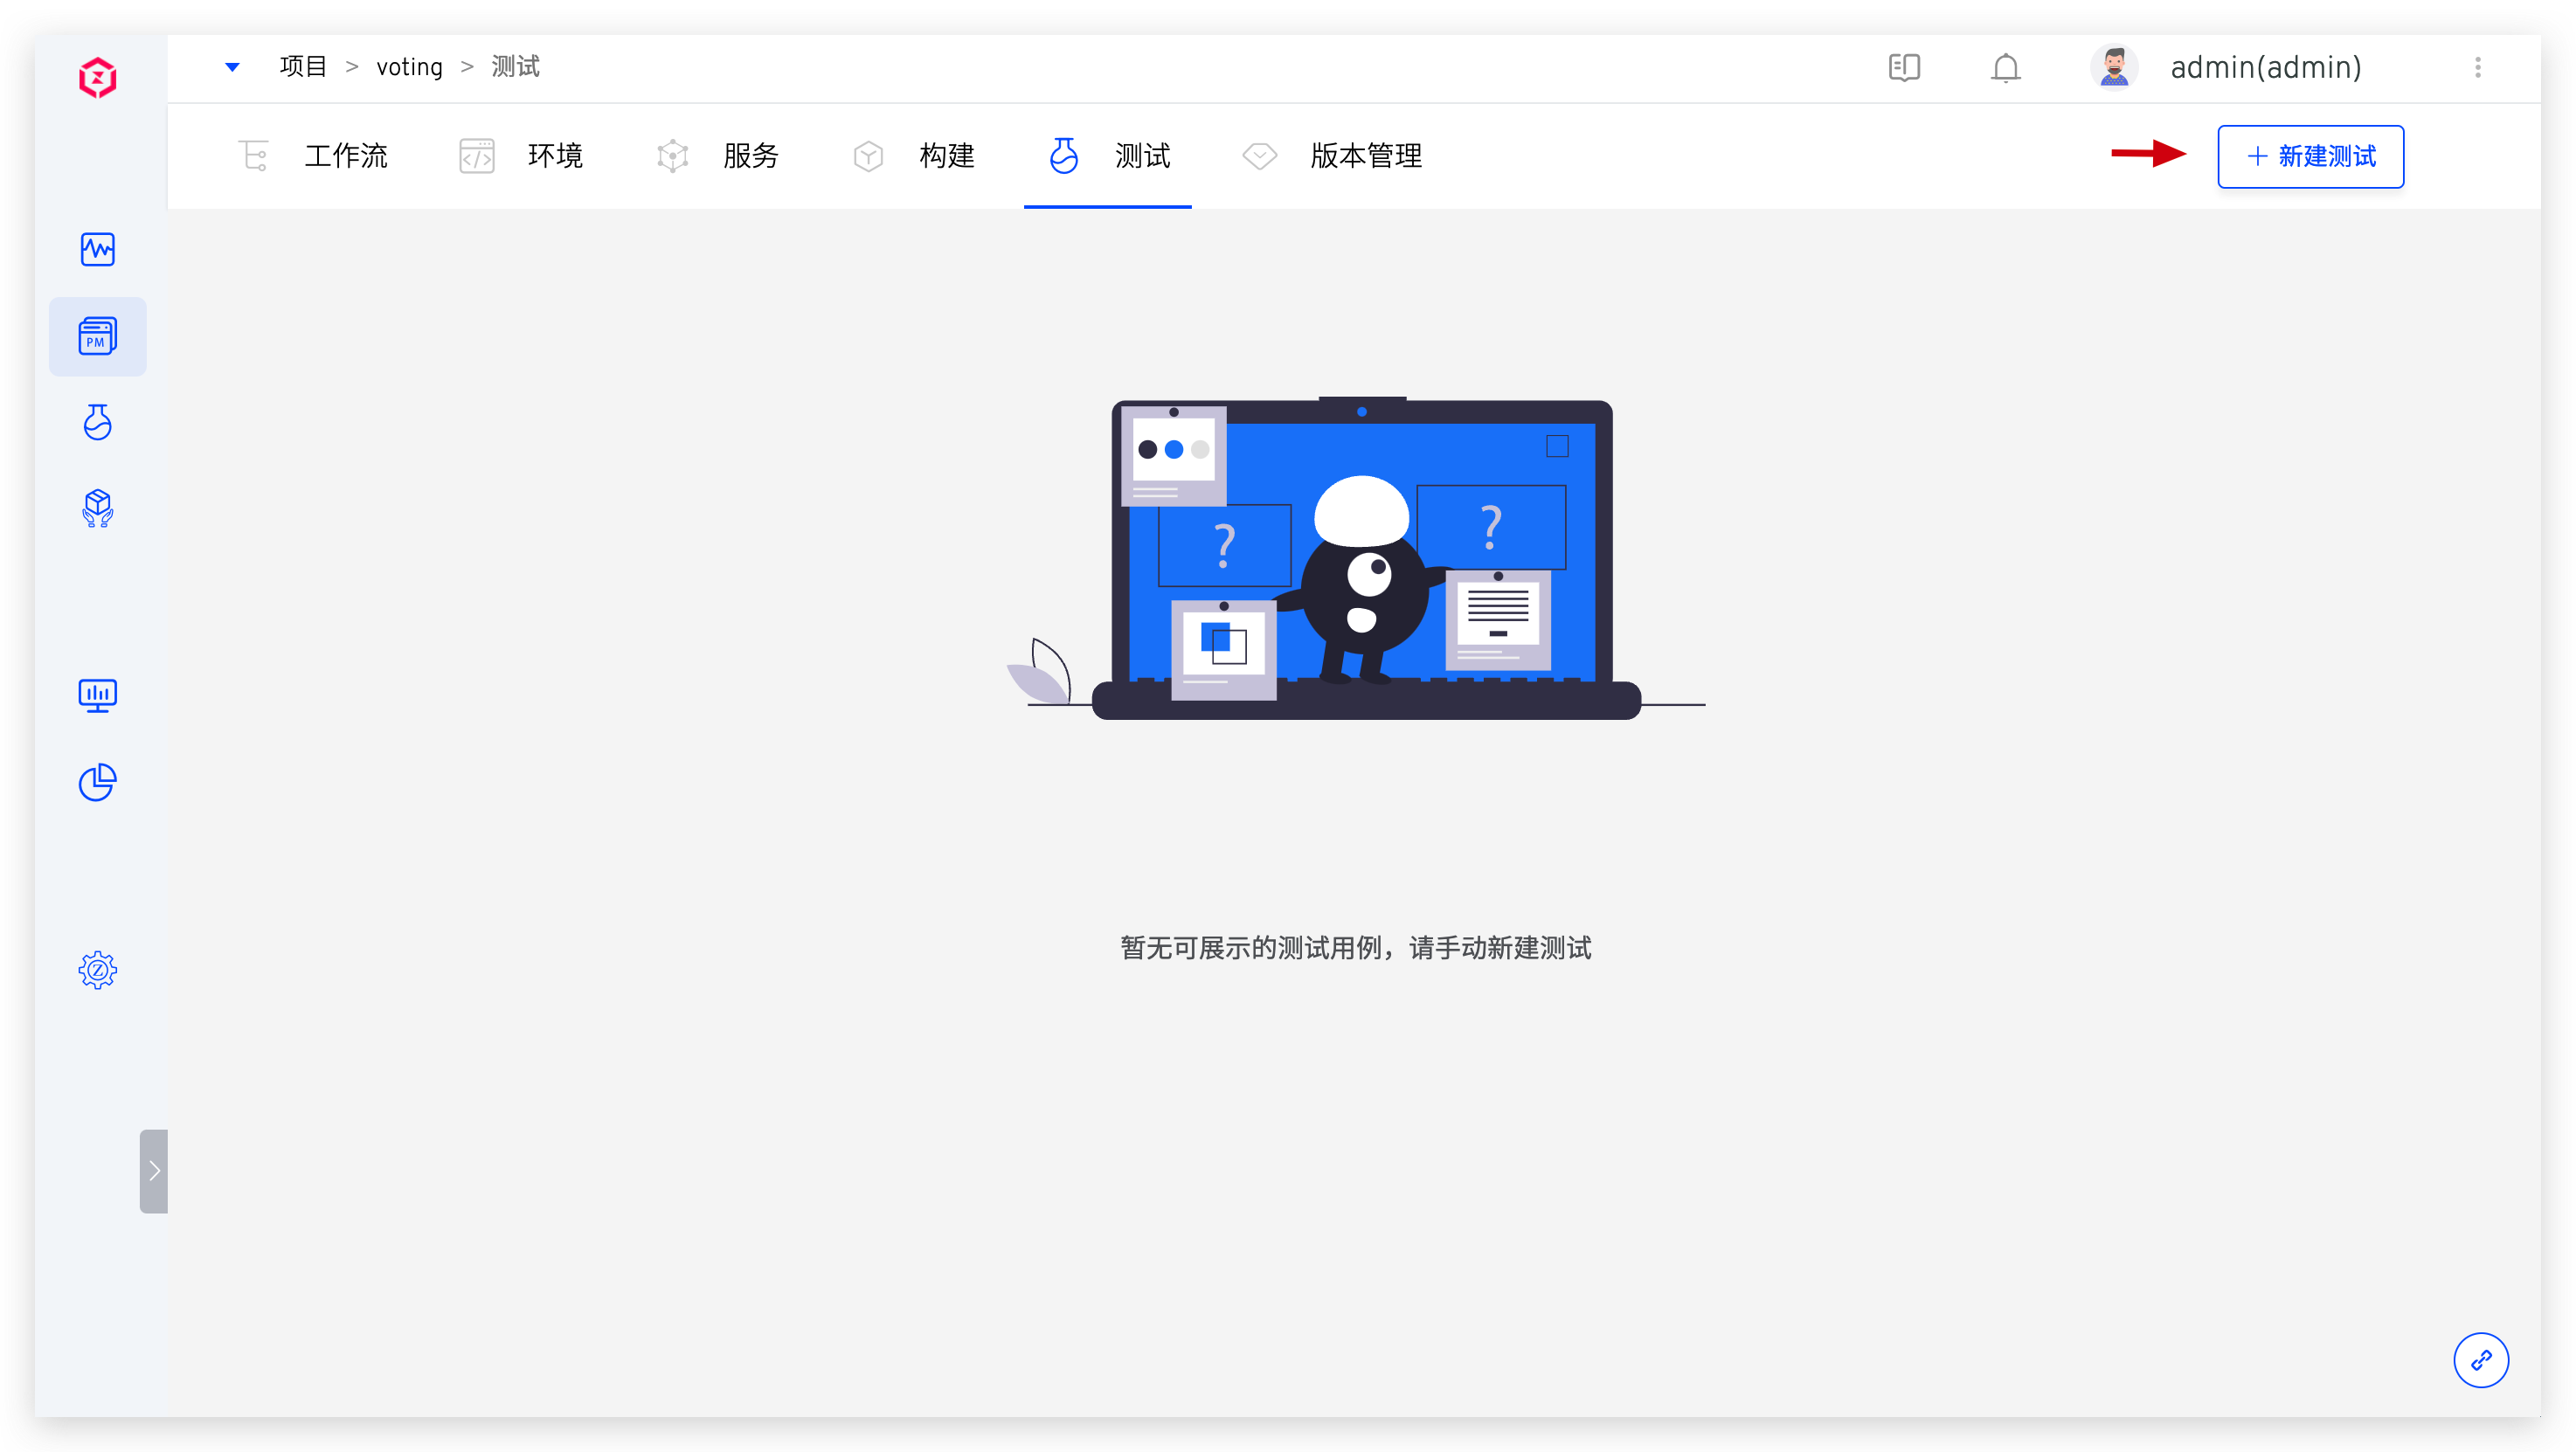 项目 > voting > 测试
admin(admin)
工作流 环境 服务 构建 测试 版本管理
+ 新建测试
PM
? ?
暂无可展示的测试用例，请手动新建测试
Z